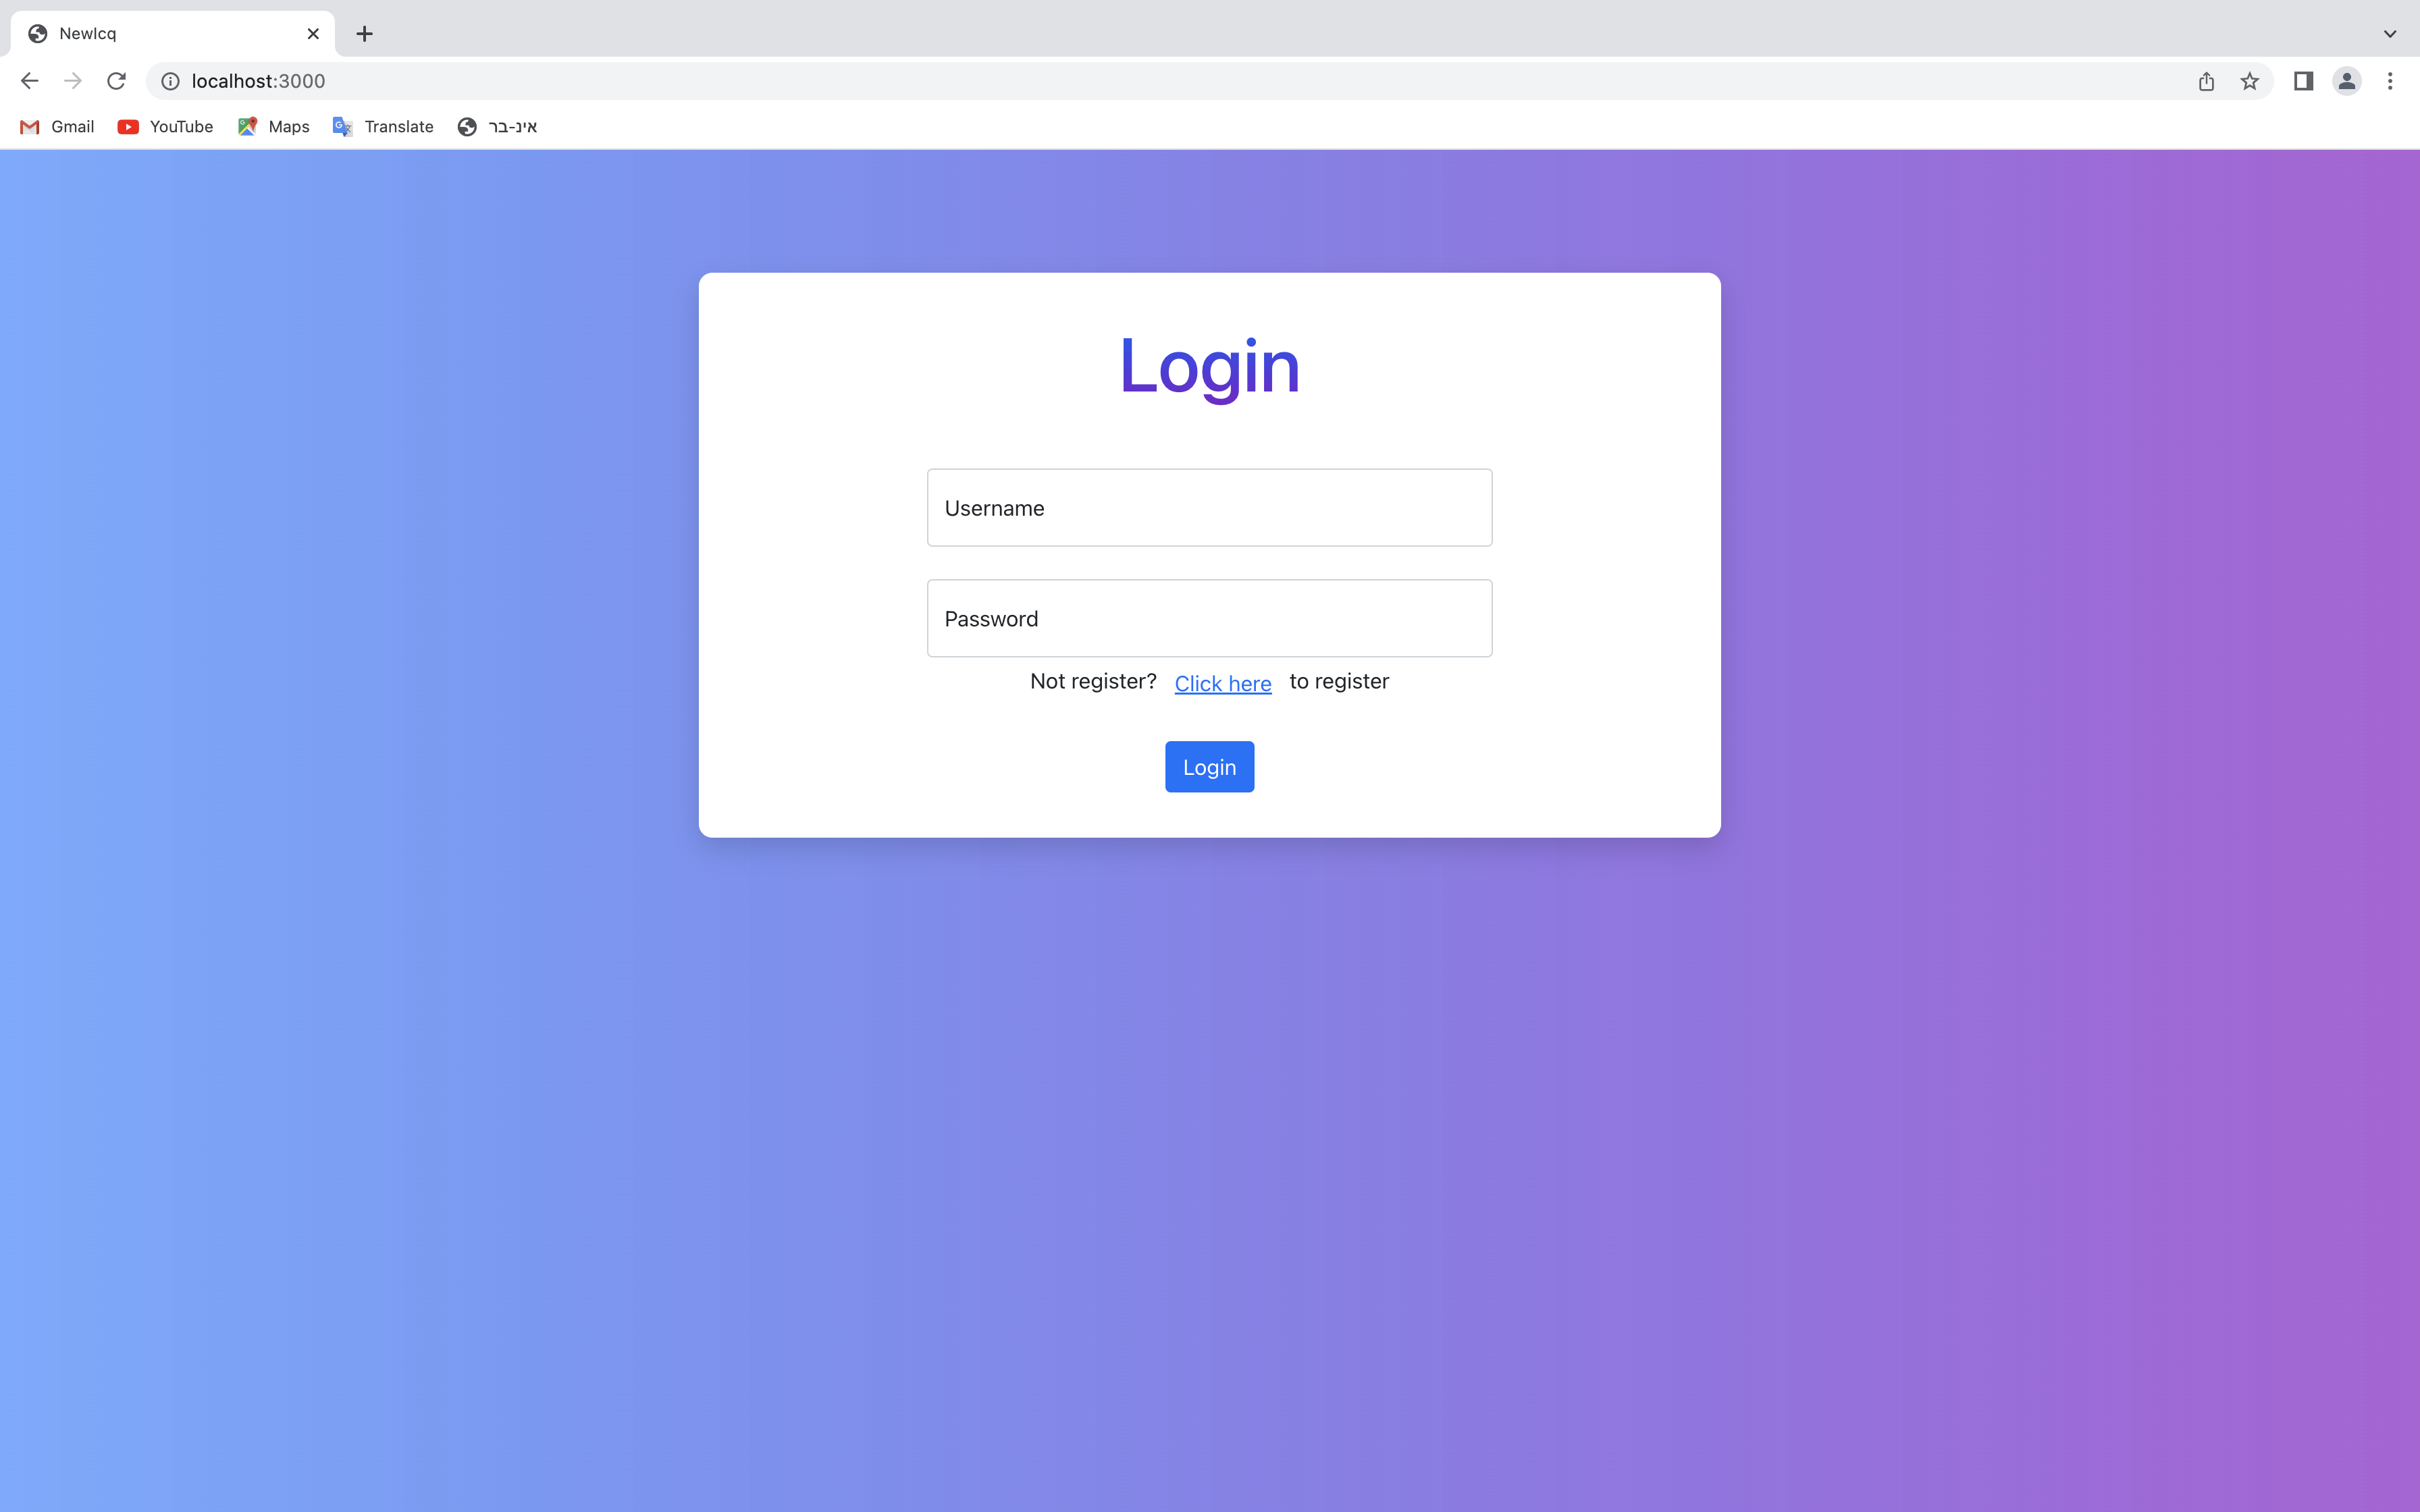 NewIcq
localhost:3000
Gmail YouTube Maps Translate אינ-בר
Login
Username
Password
Not register? Click here to register
Login